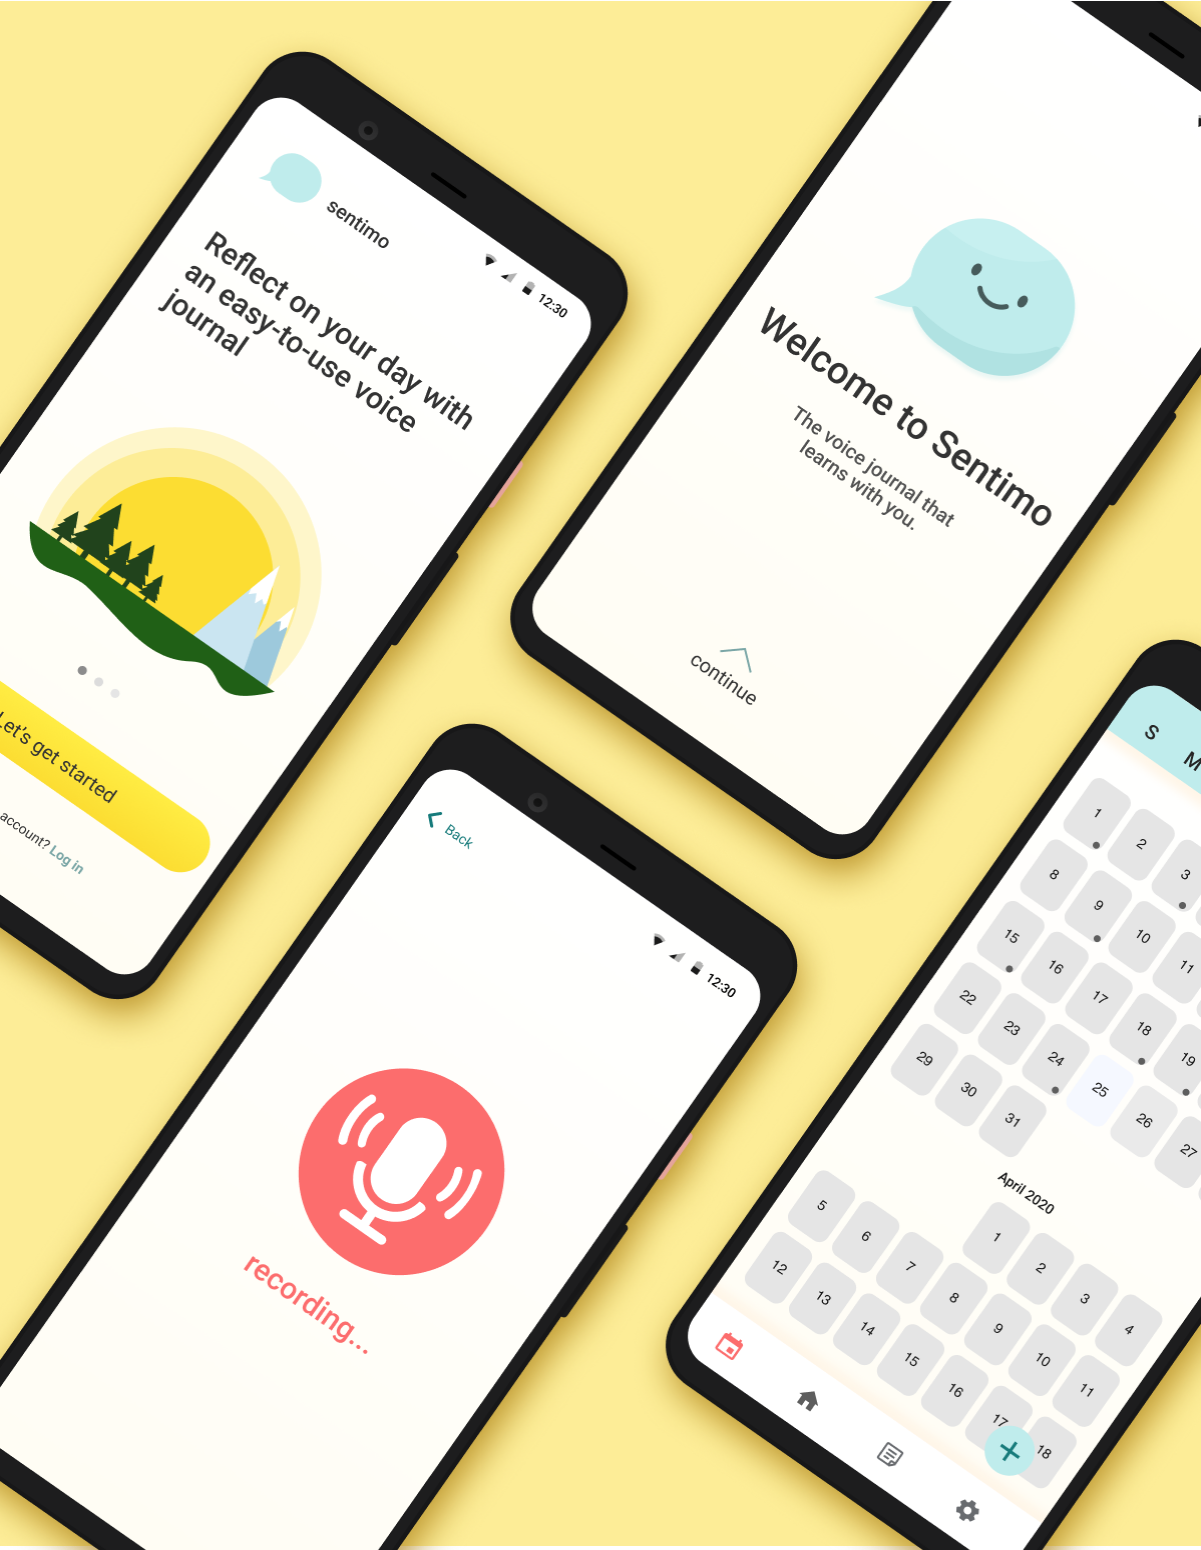 sentimo
12:30
Reflect on your day with
an easy-to-use voice
journal
Let's get started
account? Log in
Welcome to Sentimo
The voice journal that
learns with you.
continue
Back
12:30
recording...
S M
1 2 3
8 9 10 11
15 16 17 18 19
22 23 24 25 26 27
29 30 31
April 2020
1 2 3 4
5 6 7 8 9 10 11
12 13 14 15 16 17 18